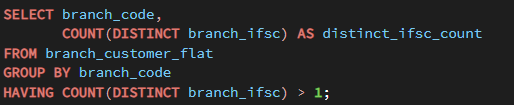 SELECT branch_code,
       COUNT(DISTINCT branch_ifsc) AS distinct_ifsc_count
FROM branch_customer_flat
GROUP BY branch_code
HAVING COUNT(DISTINCT branch_ifsc) > 1;